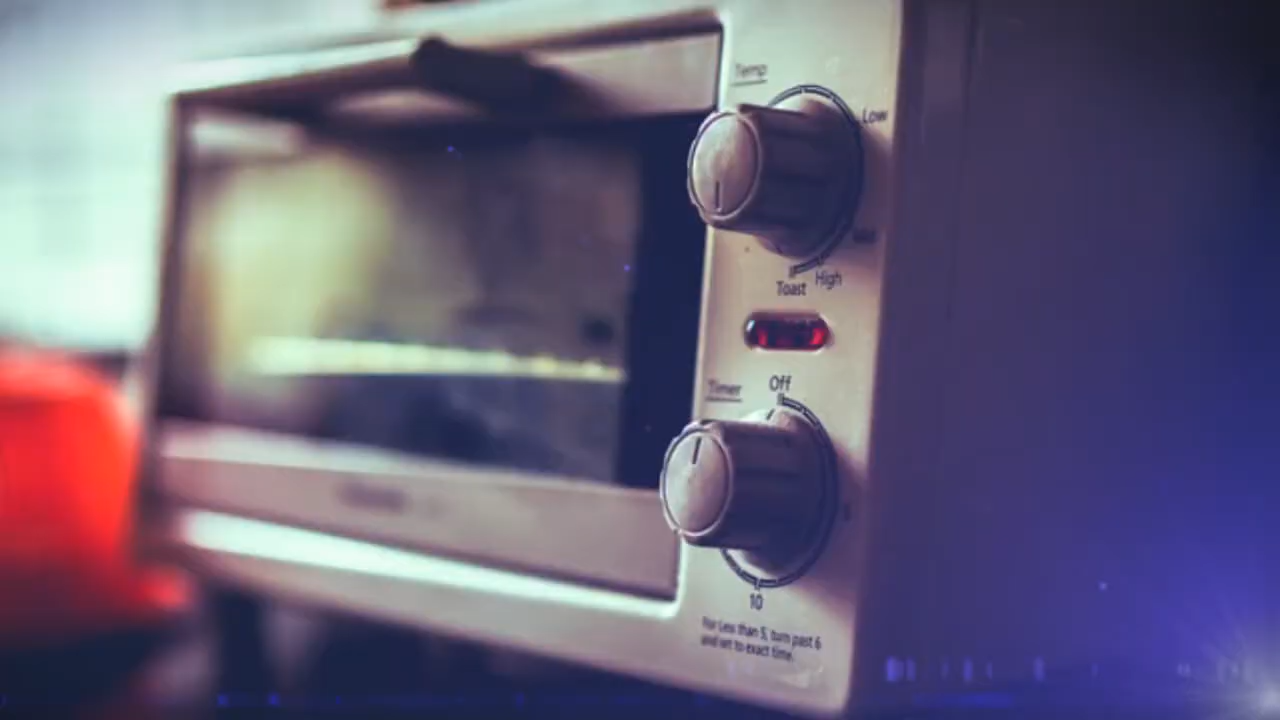 Temp
Low
High
Toast
Timer
Off
10
For Less than 5, turn past 6
and set to exact time.